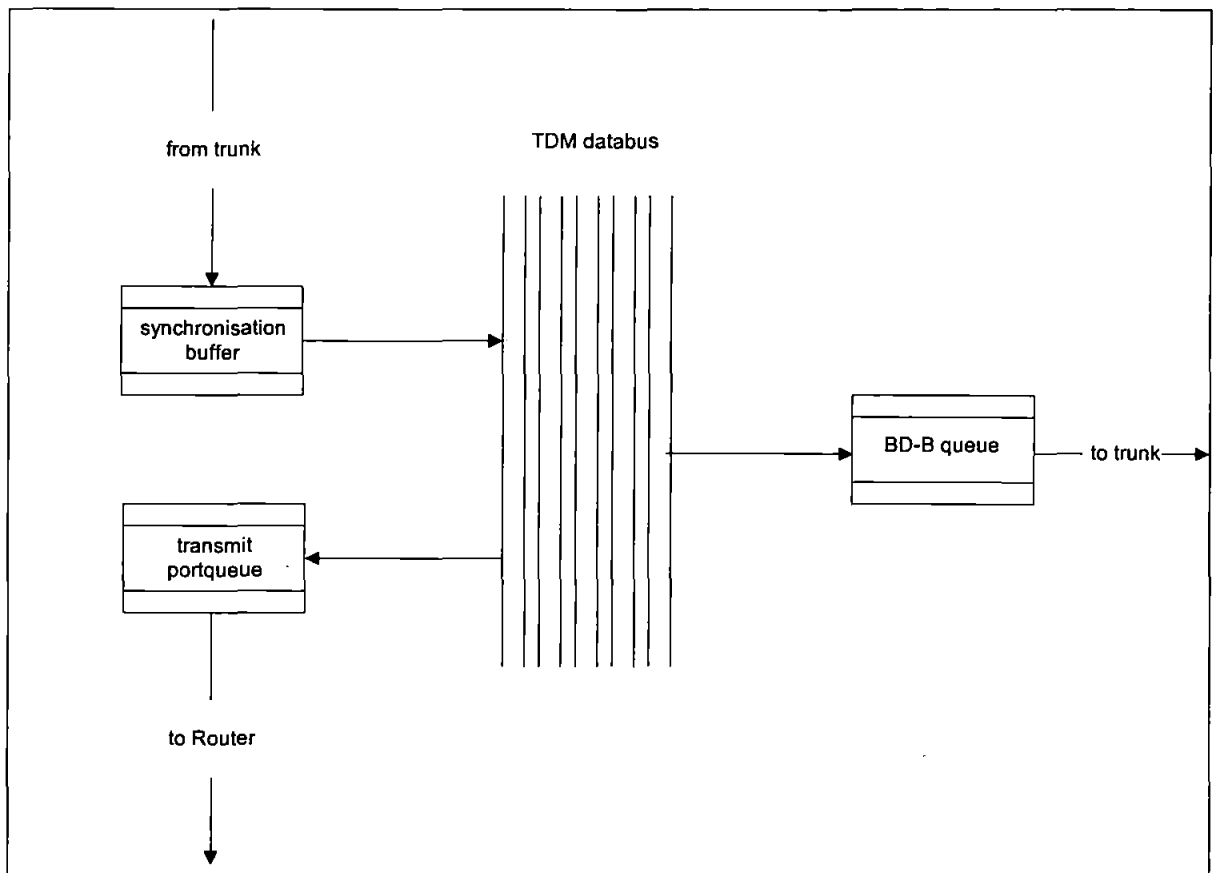 from trunk
TDM databus
synchronisation
buffer
BD-B queue
to trunk
transmit
portqueue
to Router